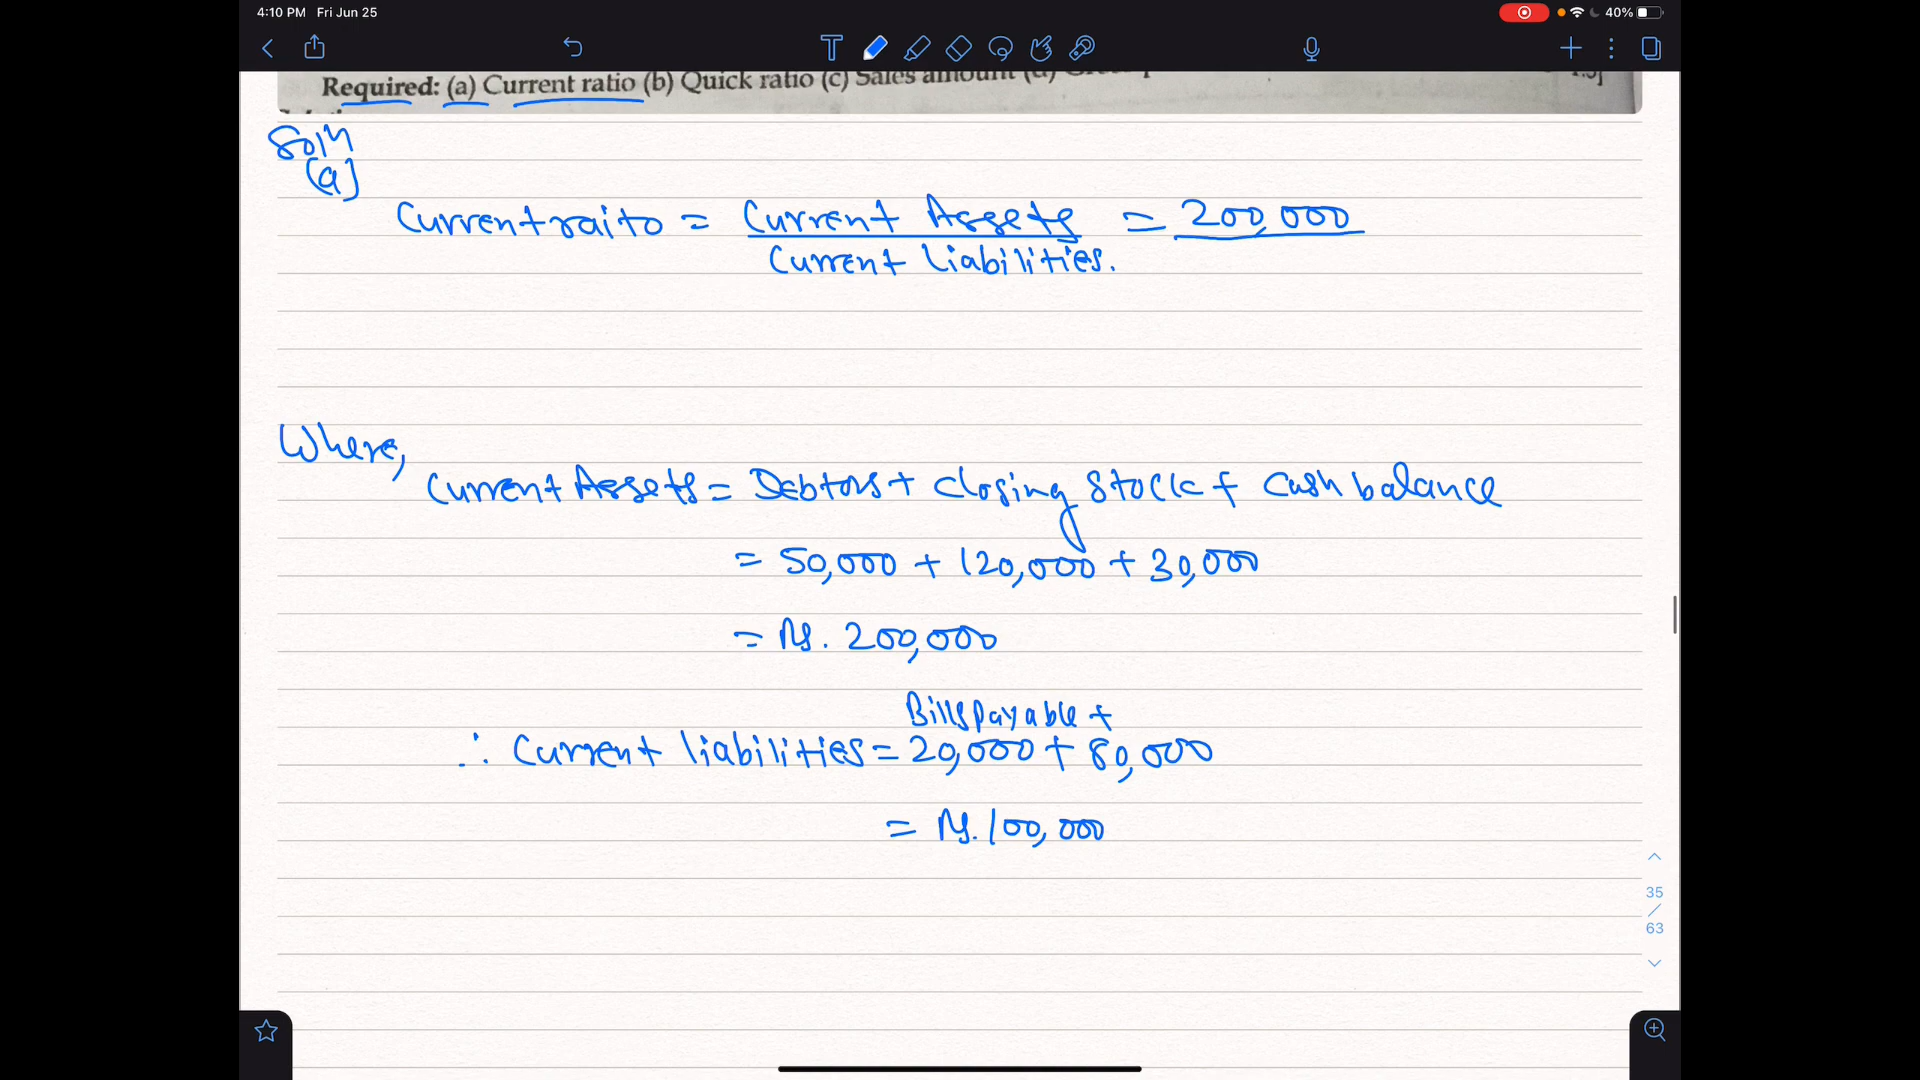 4:10 PM Fri Jun 25
40%
Required: (a) Current ratio (b) Quick ratio (c) Sales amount (d)
Soln
(a)
Current raito = Current Assets = 200,000
Current liabilities.
Where,
Current Assets = Debtors + Closing Stock + Cash balance
= 50,000 + 120,000 + 30,000
= Rs. 200,000
Bills payable +
∴ Current liabilities = 20,000 + 80,000
= Rs. 100,000
35
/
63